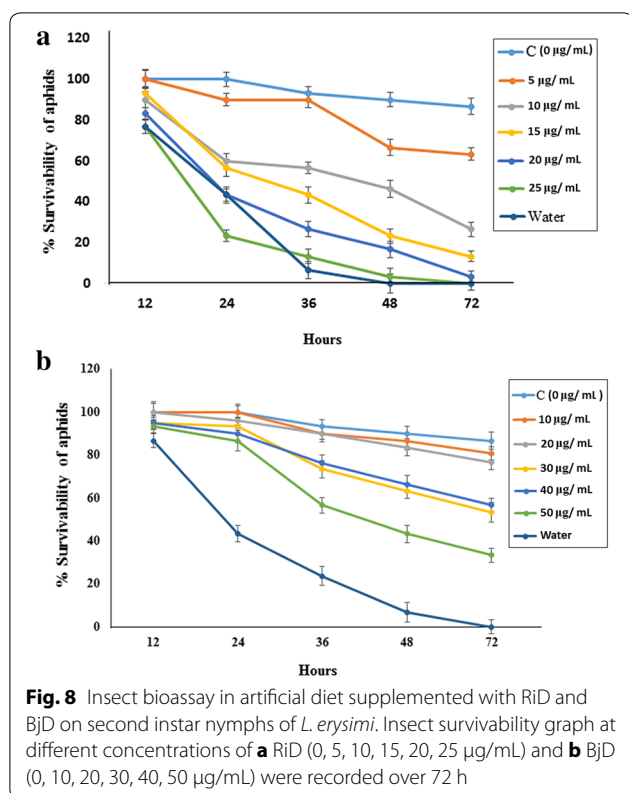 a
120
100
80
60
40
20
0
% Survivability of aphids
12 24 36 48 72
Hours
C (0 µg/mL)
5 µg/ mL
10 µg/ mL
15 µg/ mL
20 µg/ mL
25 µg/ mL
Water
b
120
100
80
60
40
20
0
% Survivability of aphids
12 24 36 48 72
Hours
C (0 µg/mL)
10 µg/ mL
20 µg/ mL
30 µg/ mL
40 µg/ mL
50 µg/ mL
Water
Fig. 8 Insect bioassay in artificial diet supplemented with RiD and
BjD on second instar nymphs of L. erysimi. Insect survivability graph at
different concentrations of a RiD (0, 5, 10, 15, 20, 25 µg/mL) and b BjD
(0, 10, 20, 30, 40, 50 µg/mL) were recorded over 72 h